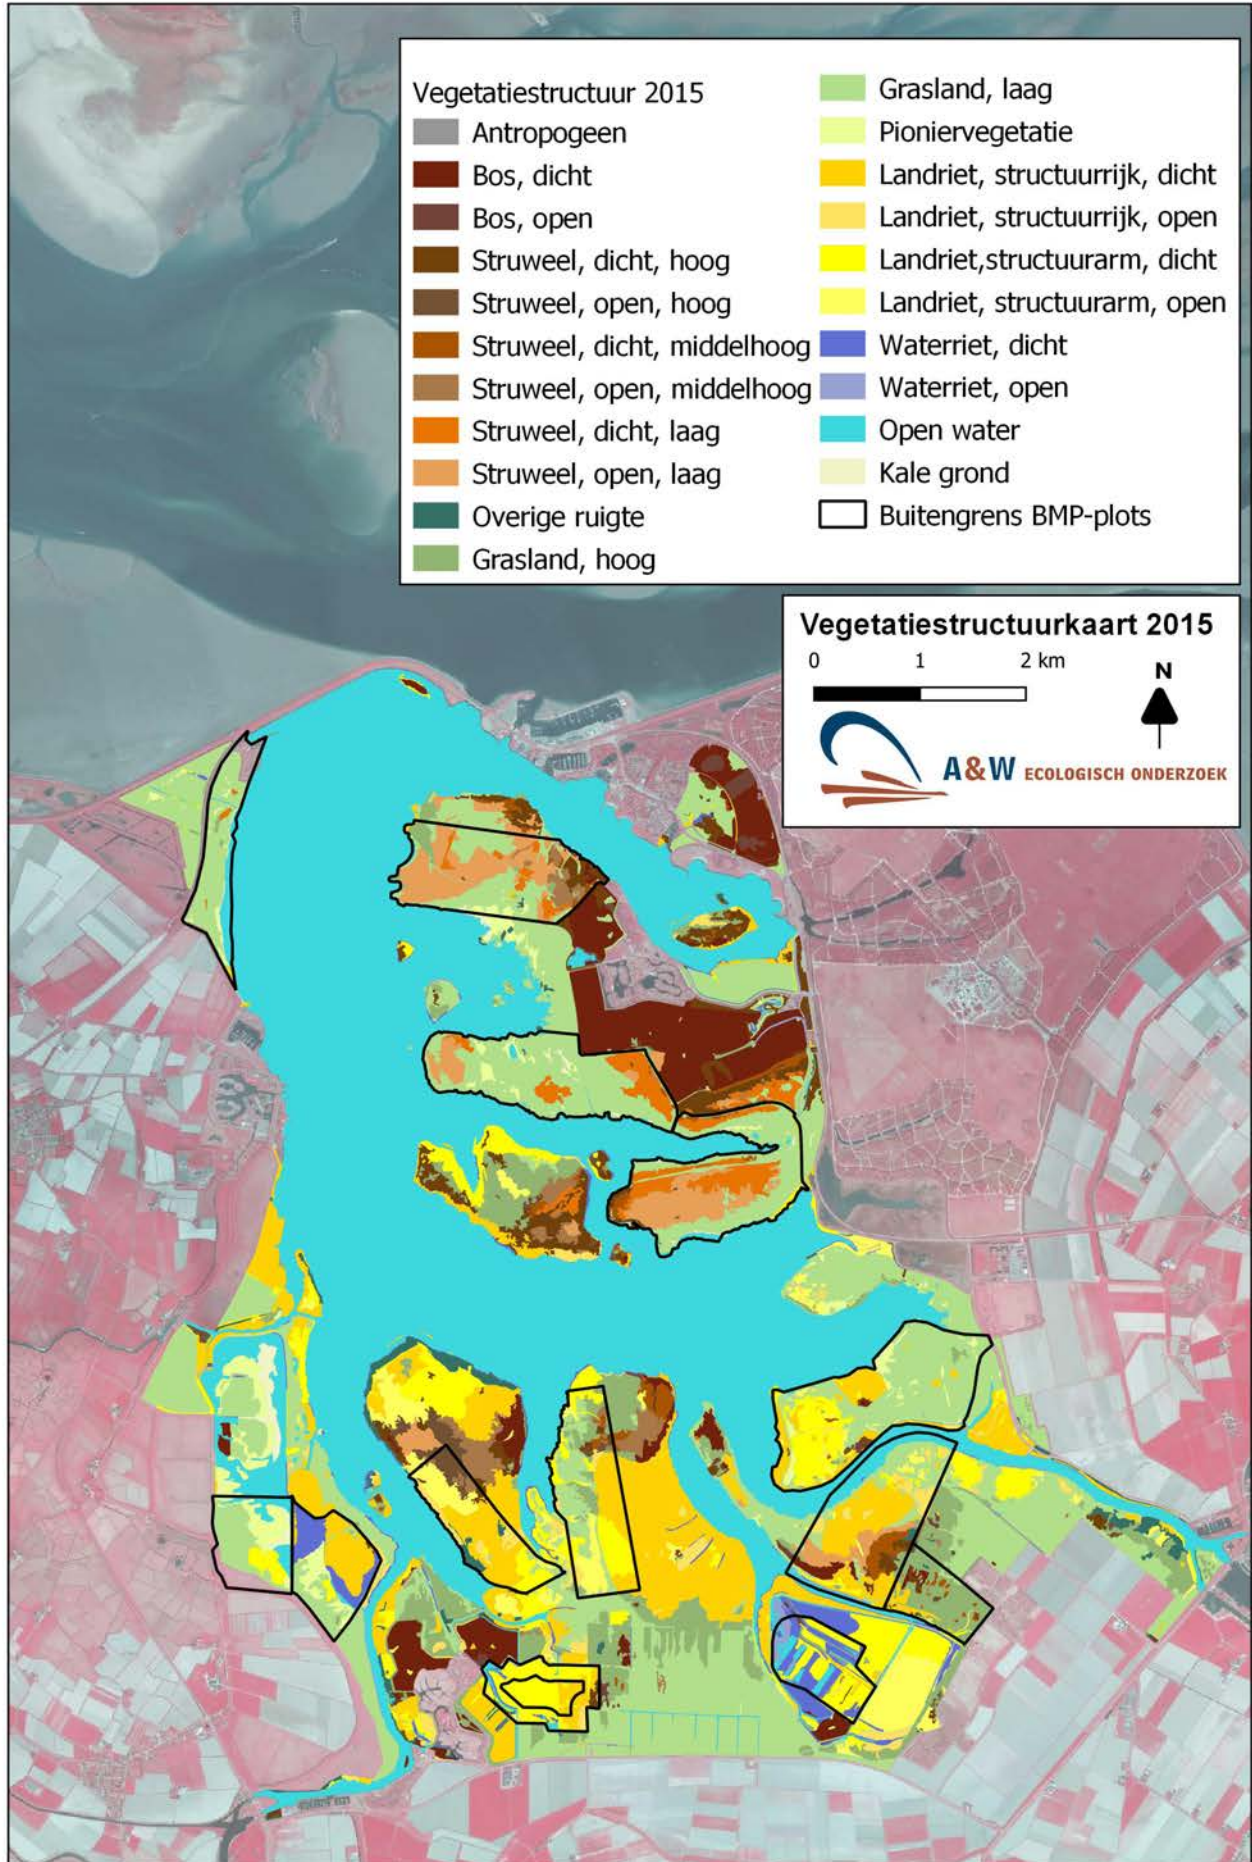 Vegetatiestructuur 2015
Antropogeen
Bos, dicht
Bos, open
Struweel, dicht, hoog
Struweel, open, hoog
Struweel, dicht, middelhoog
Struweel, open, middelhoog
Struweel, dicht, laag
Struweel, open, laag
Overige ruigte
Grasland, hoog
Grasland, laag
Pioniervegetatie
Landriet, structuurrijk, dicht
Landriet, structuurrijk, open
Landriet,structuurarm, dicht
Landriet, structuurarm, open
Waterriet, dicht
Waterriet, open
Open water
Kale grond
Buitengrens BMP-plots
Vegetatiestructuurkaart 2015
0 1 2 km
N
A&W ECOLOGISCH ONDERZOEK